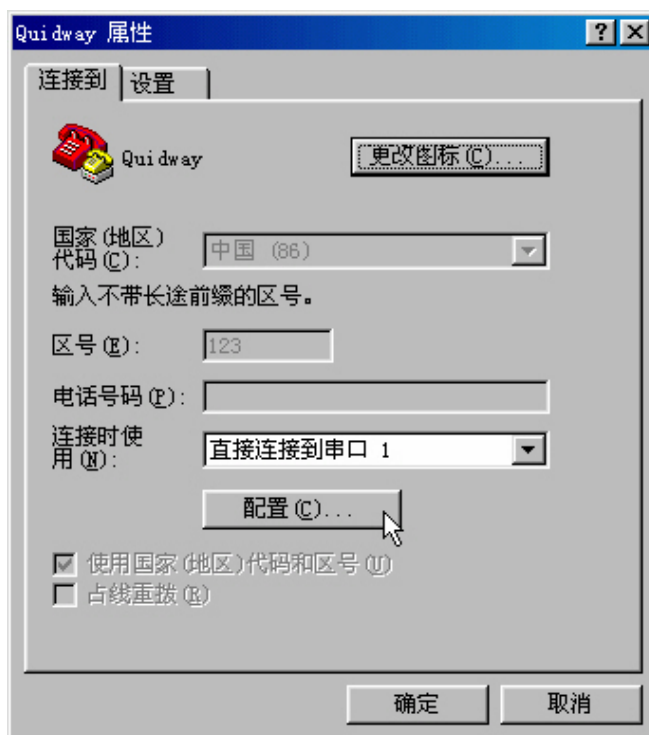 Quidway 属性
连接到 设置
Quidway 更改图标(C)...
国家(地区)
代码(C):
中国 (86)
输入不带长途前缀的区号。
区号(E): 123
电话号码(P):
连接时使
用(N):
直接连接到串口 1
配置(C)...
使用国家(地区)代码和区号(U)
占线重拨(R)
确定 取消